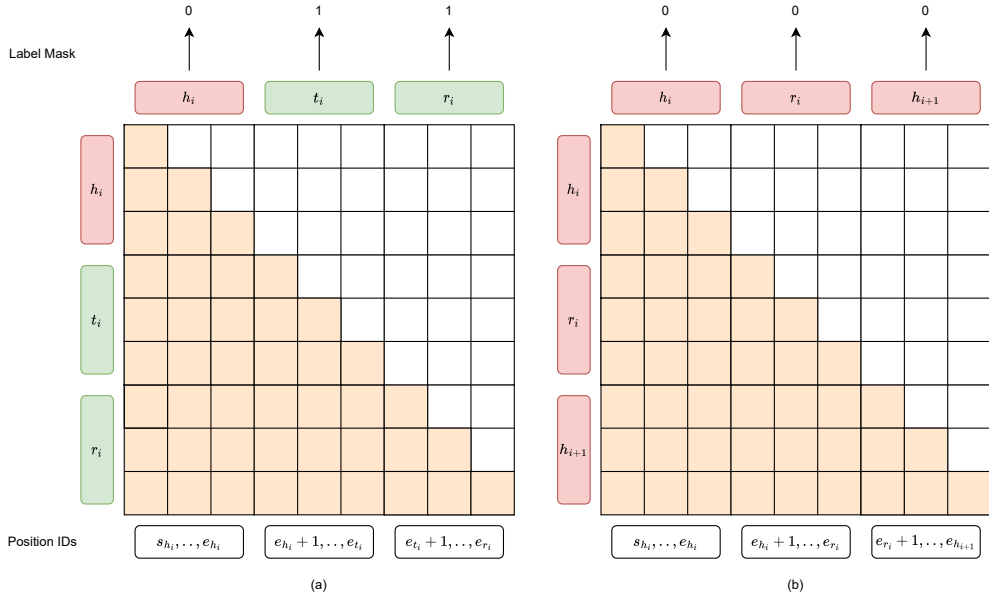 0 1 1 0 0 0
Label Mask
h_i t_i r_i h_i r_i h_{i+1}
h_i h_i
t_i r_i
r_i h_{i+1}
Position IDs s_{h_i}, . . , e_{h_i} e_{h_i} + 1, . . , e_{t_i} e_{t_i} + 1, . . , e_{r_i} s_{h_i}, . . , e_{h_i} e_{h_i} + 1, . . , e_{r_i} e_{r_i} + 1, . . , e_{h_{i+1}}
(a) (b)